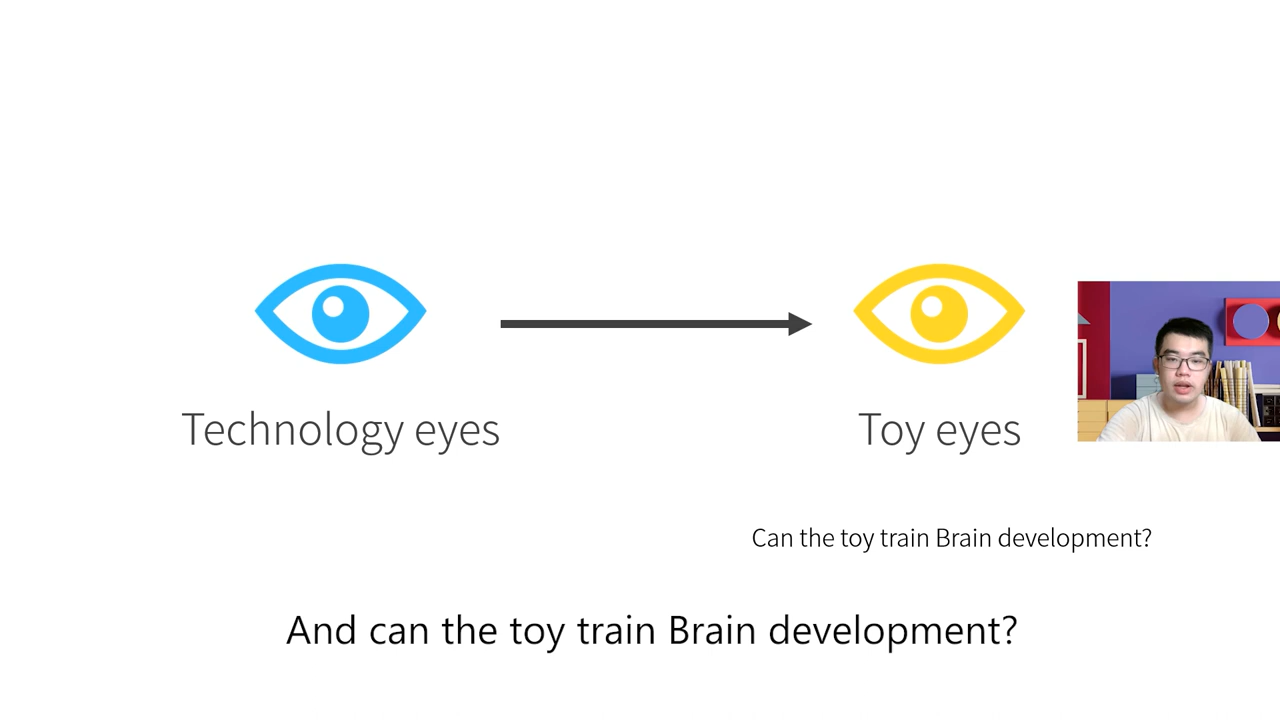 Technology eyes
Toy eyes
Can the toy train Brain development?
And can the toy train Brain development?